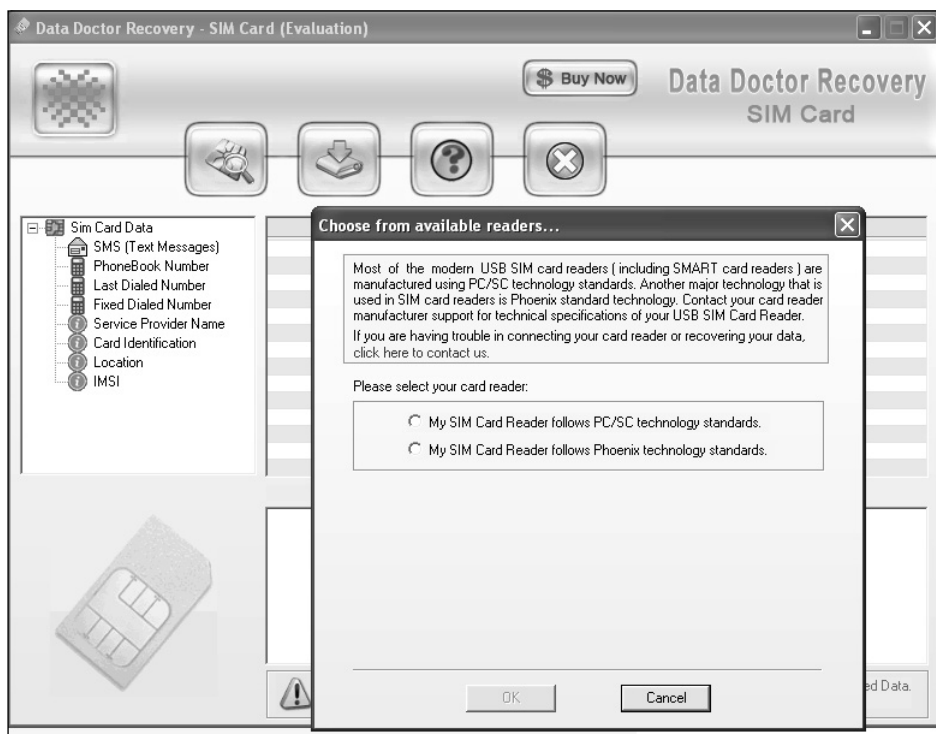 Data Doctor Recovery - SIM Card (Evaluation)
$ Buy Now
Data Doctor Recovery
SIM Card
Sim Card Data
SMS (Text Messages)
PhoneBook Number
Last Dialed Number
Fixed Dialed Number
Service Provider Name
Card Identification
Location
IMSI
Choose from available readers...
Most of the modern USB SIM card readers ( including SMART card readers ) are
manufactured using PC/SC technology standards. Another major technology that is
used in SIM card readers is Phoenix standard technology. Contact your card reader
manufacturer support for technical specifications of your USB SIM Card Reader.
If you are having trouble in connecting your card reader or recovering your data,
click here to contact us.
Please select your card reader:
My SIM Card Reader follows PC/SC technology standards.
My SIM Card Reader follows Phoenix technology standards.
OK
Cancel
ed Data.